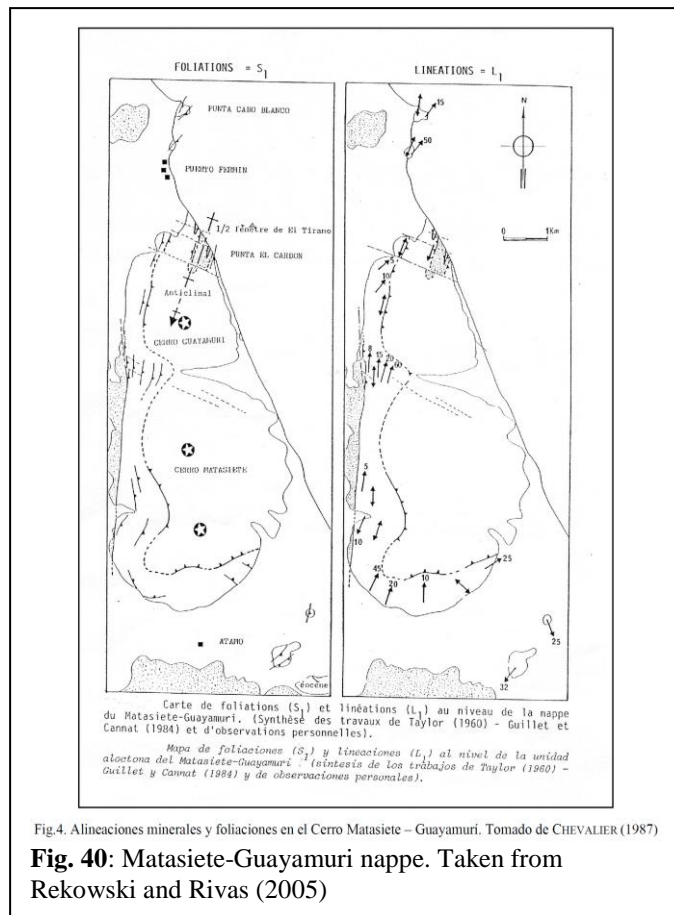 FOLIATIONS = S1
LINEATIONS = L1
PUNTA CABO BLANCO
PUERTO FERMIN
1/2 fenêtre de El Tirano
PUNTA EL CARDON
Anticlinal
CERRO GUAYAMURI
CERRO MATASIETE
ATAMO
éocène
N
0 1Km
15
50
10
8 15 20 60
5
10
45
20
10
25
25
32
Carte de foliations (S1) et linéations (L1) au niveau de la nappe
du Matasiete-Guayamuri. (Synthèse des travaux de Taylor (1960) - Guillet et
Cannat (1984) et d'observations personnelles).
Mapa de foliaciones (S1) y lineaciones (L1) al nivel de la unidad
aloctona del Matasiete-Guayamuri. (sintesis de los trabajos de Taylor (1960) -
Guillet y Cannat (1984) y de observaciones personales).
Fig.4. Alineaciones minerales y foliaciones en el Cerro Matasiete – Guayamurí. Tomado de CHEVALIER (1987)
Fig. 40: Matasiete-Guayamuri nappe. Taken from
Rekowski and Rivas (2005)